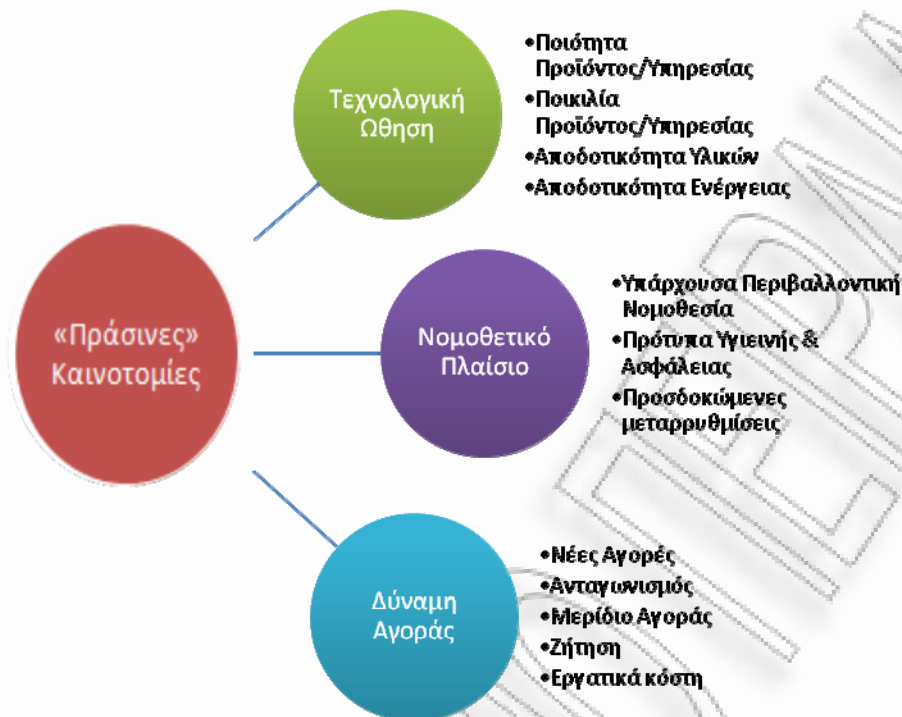 Τεχνολογική
Ωθηση
•Ποιότητα
Προϊόντος/Υπηρεσίας
•Ποικιλία
Προϊόντος/Υπηρεσίας
•Αποδοτικότητα Υλικών
•Αποδοτικότητα Ενέργειας
«Πράσινες»
Καινοτομίες
Νομοθετικό
Πλαίσιο
•Υπάρχουσα Περιβαλλοντική
Νομοθεσία
•Πρότυπα Υγιεινής &
Ασφάλειας
•Προσδοκώμενες
μεταρρυθμίσεις
Δύναμη
Αγοράς
•Νέες Αγορές
•Ανταγωνισμός
•Μερίδιο Αγοράς
•Ζήτηση
•Εργατικά κόστη